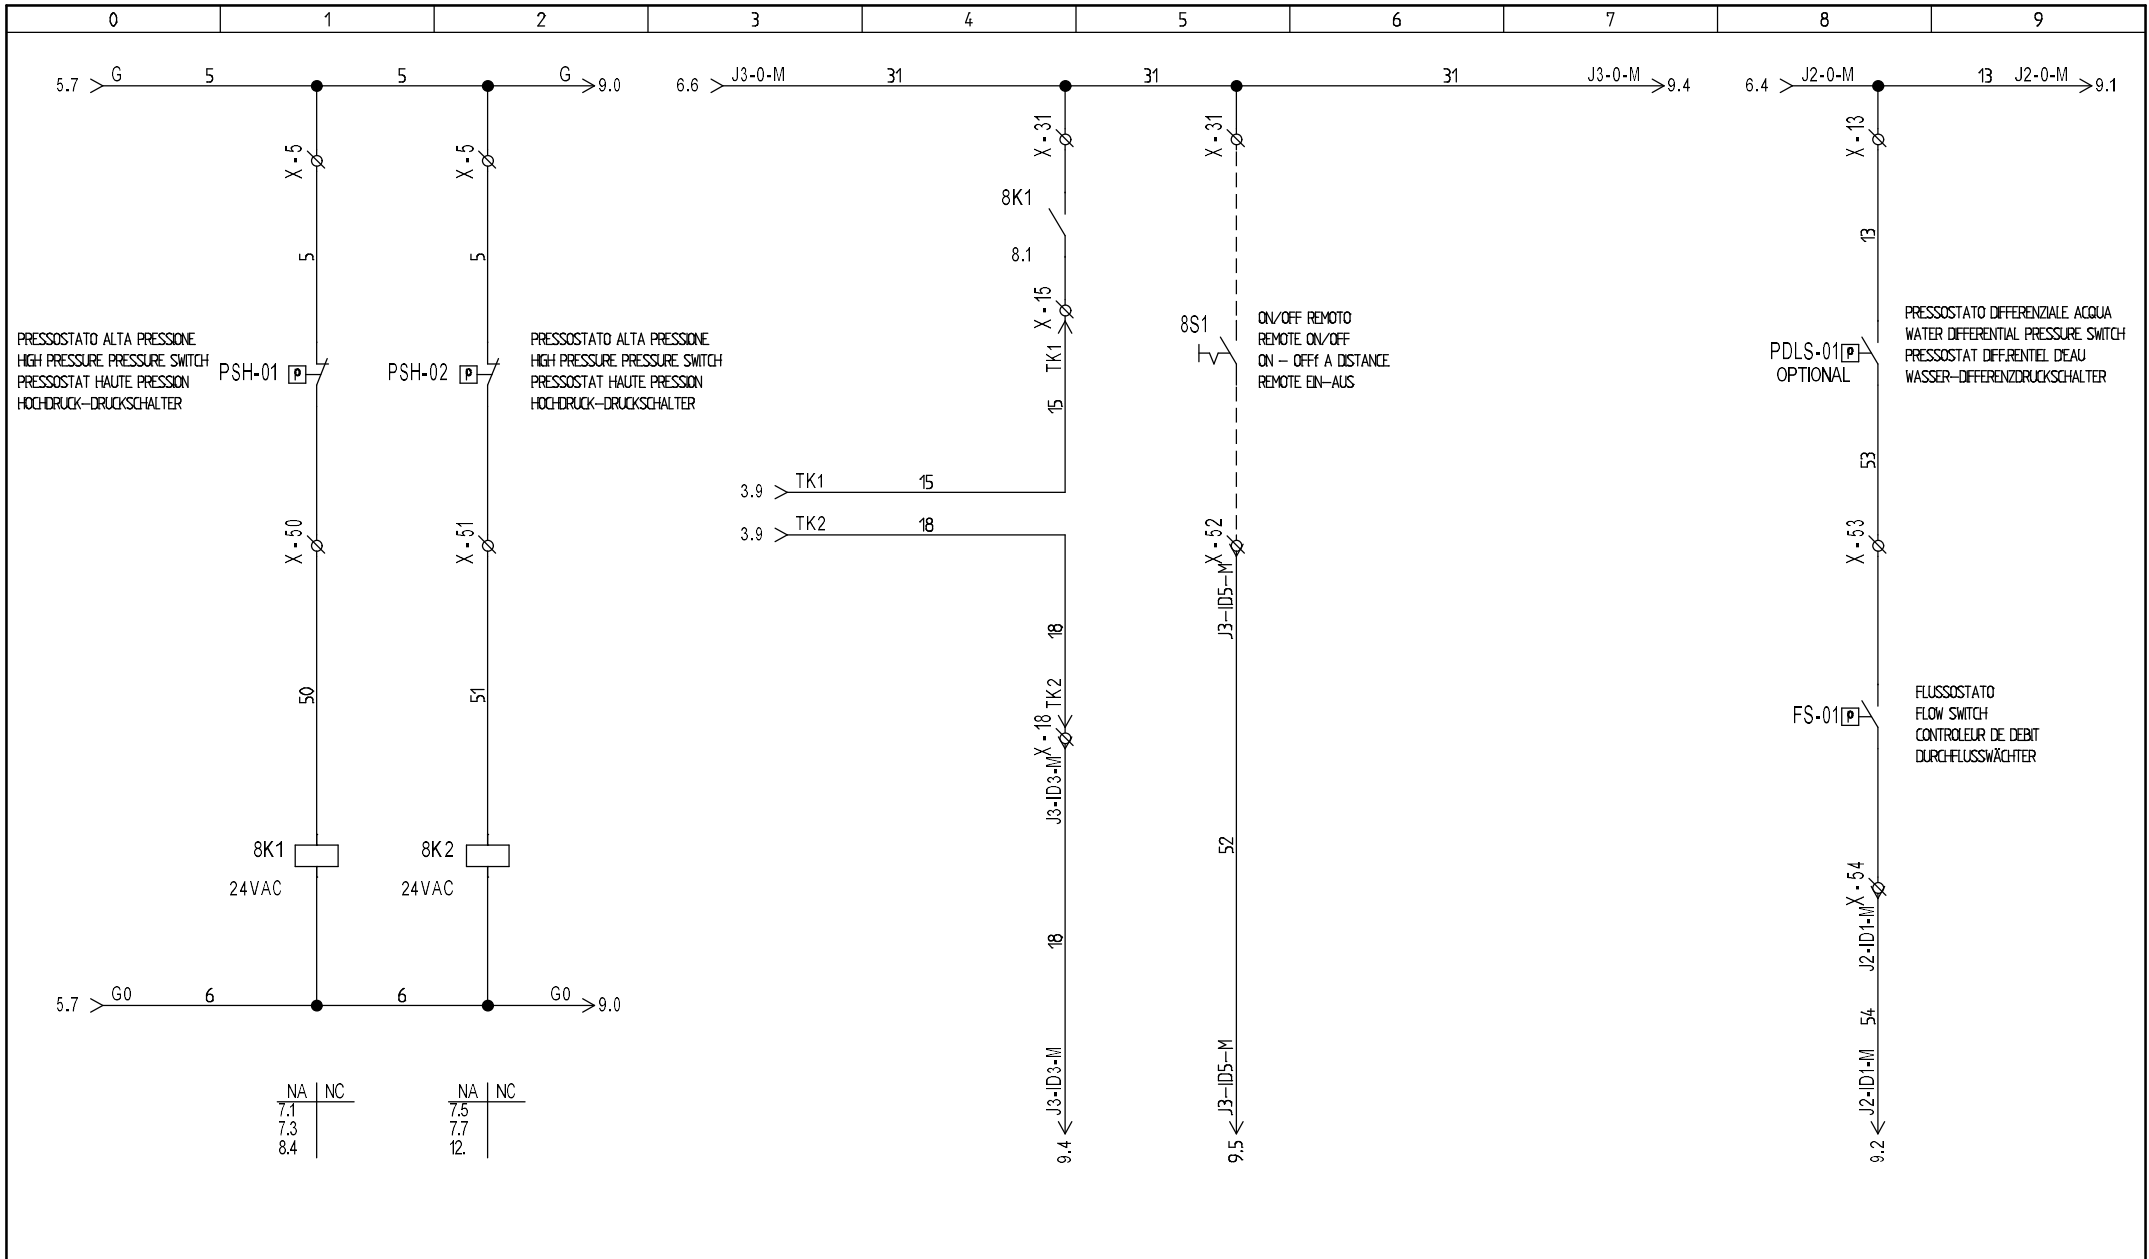 0 1 2 3 4 5 6 7 8 9
5.7 G 5 5 G 9.0
6.6 J3-0-M 31 31 31 J3-0-M 9.4
6.4 J2-0-M 13 J2-0-M 9.1
X - 5
X - 5
X - 31
X - 31
X - 13
8K1
8.1
5
5
13
X - 15
TK1
15
PRESSOSTATO ALTA PRESSIONE
HIGH PRESSURE PRESSURE SWITCH
PRESSOSTAT HAUTE PRESSION
HOCHDRUCK-DRUCKSCHALTER
PSH-01 P
PSH-02 P
PRESSOSTATO ALTA PRESSIONE
HIGH PRESSURE PRESSURE SWITCH
PRESSOSTAT HAUTE PRESSION
HOCHDRUCK-DRUCKSCHALTER
8S1
ON/OFF REMOTO
REMOTE ON/OFF
REMOTE EIN-AUS
PDLS-01 P
OPTIONAL
PRESSOSTATO DIFFERENZIALE ACQUA
WATER DIFFERENTIAL PRESSURE SWITCH
PRESSOSTAT DIFF.RENTIEL D'EAU
WASSER-DIFFERENZDRUCKSCHALTER
53
3.9 TK1 15
3.9 TK2 18
X - 50
X - 51
X - 52
X - 53
J3-ID5-M
18
TK2
X - 18
J3-ID3-M
50
51
FS-01 P
FLUSSOSTATO
FLOW SWITCH
CONTROLEUR DE DEBIT
DURCHFLUSSWÄCHTER
8K1
24VAC
8K2
24VAC
52
X - 54
J2-ID1-M
18
54
5.7 G0 6 6 G0 9.0
J3-ID3-M
J3-ID5-M
J2-ID1-M
9.4
9.5
9.2
NA NC
7.1
7.3
8.4
NA NC
7.5
7.7
12.